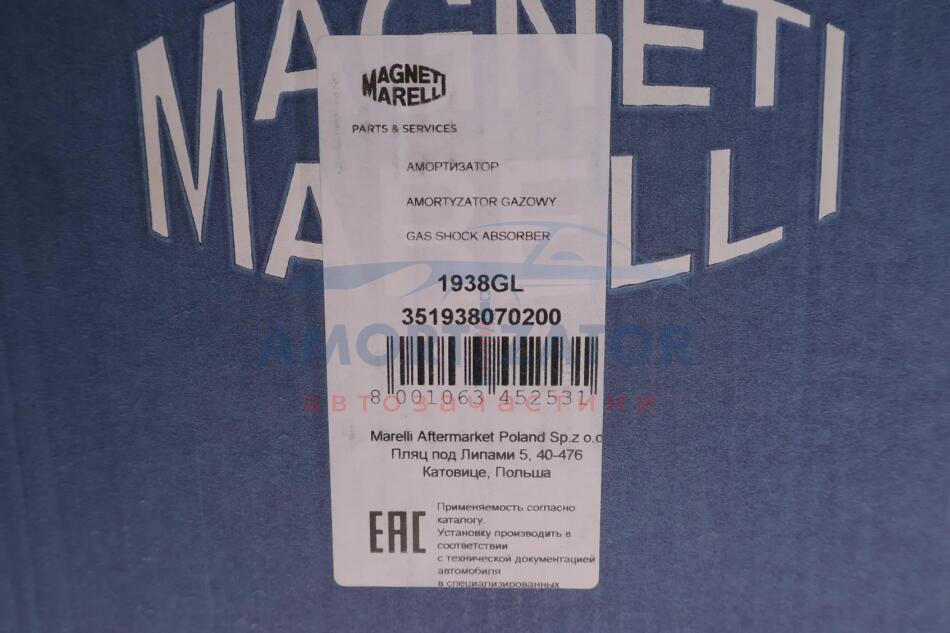 MAGNETI
MARELLI
MAGNETI
MARELLI
PARTS & SERVICES
АМОРТИЗАТОР
AMORTYZATOR GAZOWY
GAS SHOCK ABSORBER
1938GL
351938070200
AMORTIZATOR
8 001063 452531
автозачастини
Marelli Aftermarket Poland Sp.z o.o
Пляц под Липами 5, 40-476
Катовице, Польша
EAC
Применяемость согласно
каталогу.
Установку производить в
соответствии
с технической документацией
автомобиля
в специализированных